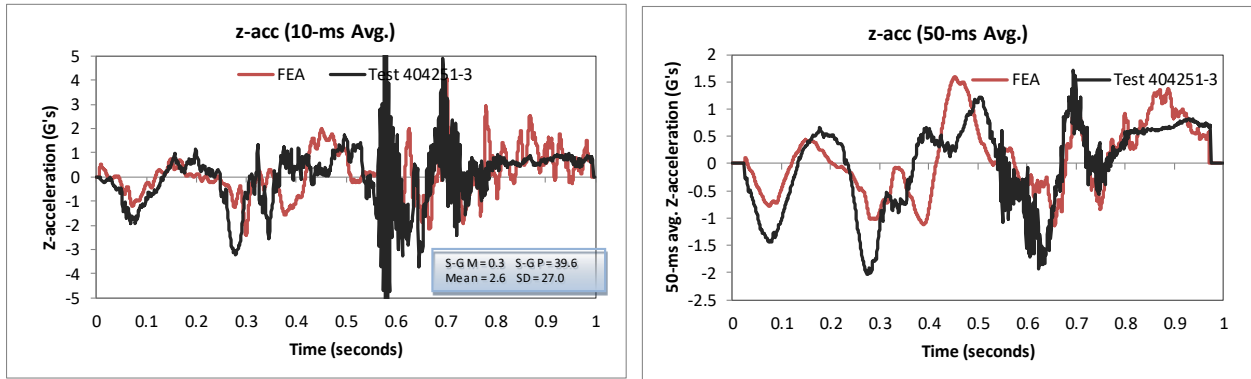 z-acc (10-ms Avg.)
FEA
Test 404251-3
Z-acceleration (G's)
5
4
3
2
1
0
-1
-2
-3
-4
-5
S-G M = 0.3 S-G P = 39.6
Mean = 2.6 SD = 27.0
0 0.1 0.2 0.3 0.4 0.5 0.6 0.7 0.8 0.9 1
Time (seconds)
z-acc (50-ms Avg.)
FEA
Test 404251-3
50-ms avg. Z-acceleration (G's)
2
1.5
1
0.5
0
-0.5
-1
-1.5
-2
-2.5
0 0.1 0.2 0.3 0.4 0.5 0.6 0.7 0.8 0.9 1
Time (seconds)